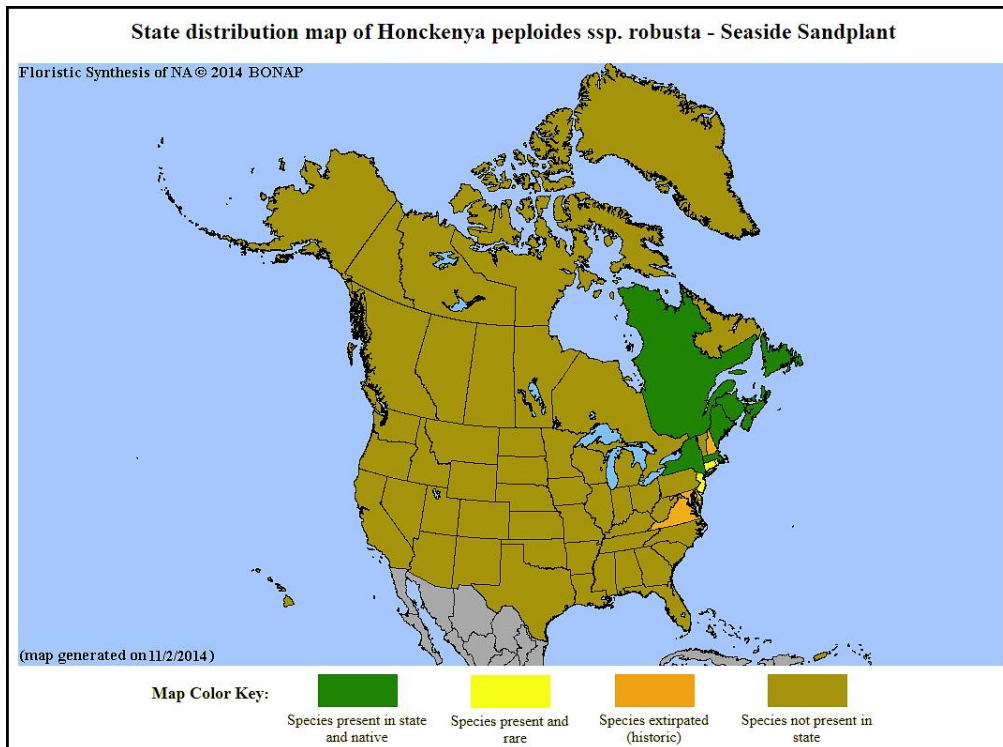 State distribution map of Honckenya peploides ssp. robusta - Seaside Sandplant
Floristic Synthesis of NA © 2014 BONAP
(map generated on 11/2/2014)
Map Color Key:
Species present in state
and native
Species present and
rare
Species extirpated
(historic)
Species not present in
state